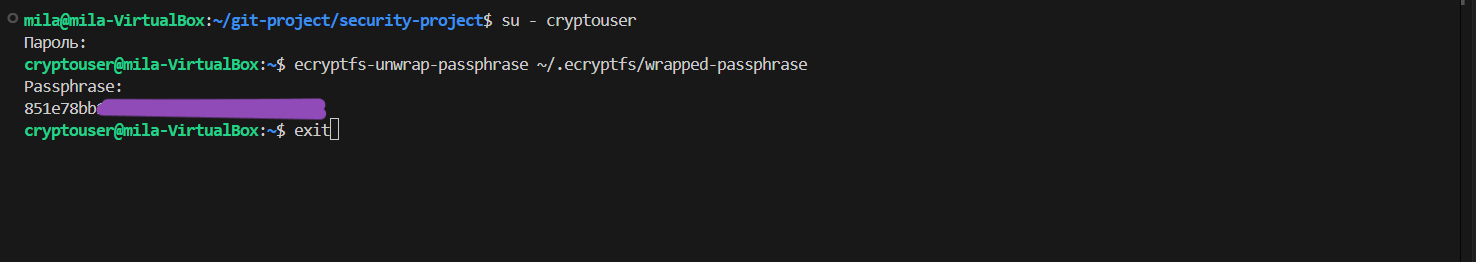 mila@mila-VirtualBox:~/git-project/security-project$ su - cryptouser
Пароль:
cryptouser@mila-VirtualBox:~$ ecryptfs-unwrap-passphrase ~/.ecryptfs/wrapped-passphrase
Passphrase:
851e78bb
cryptouser@mila-VirtualBox:~$ exit